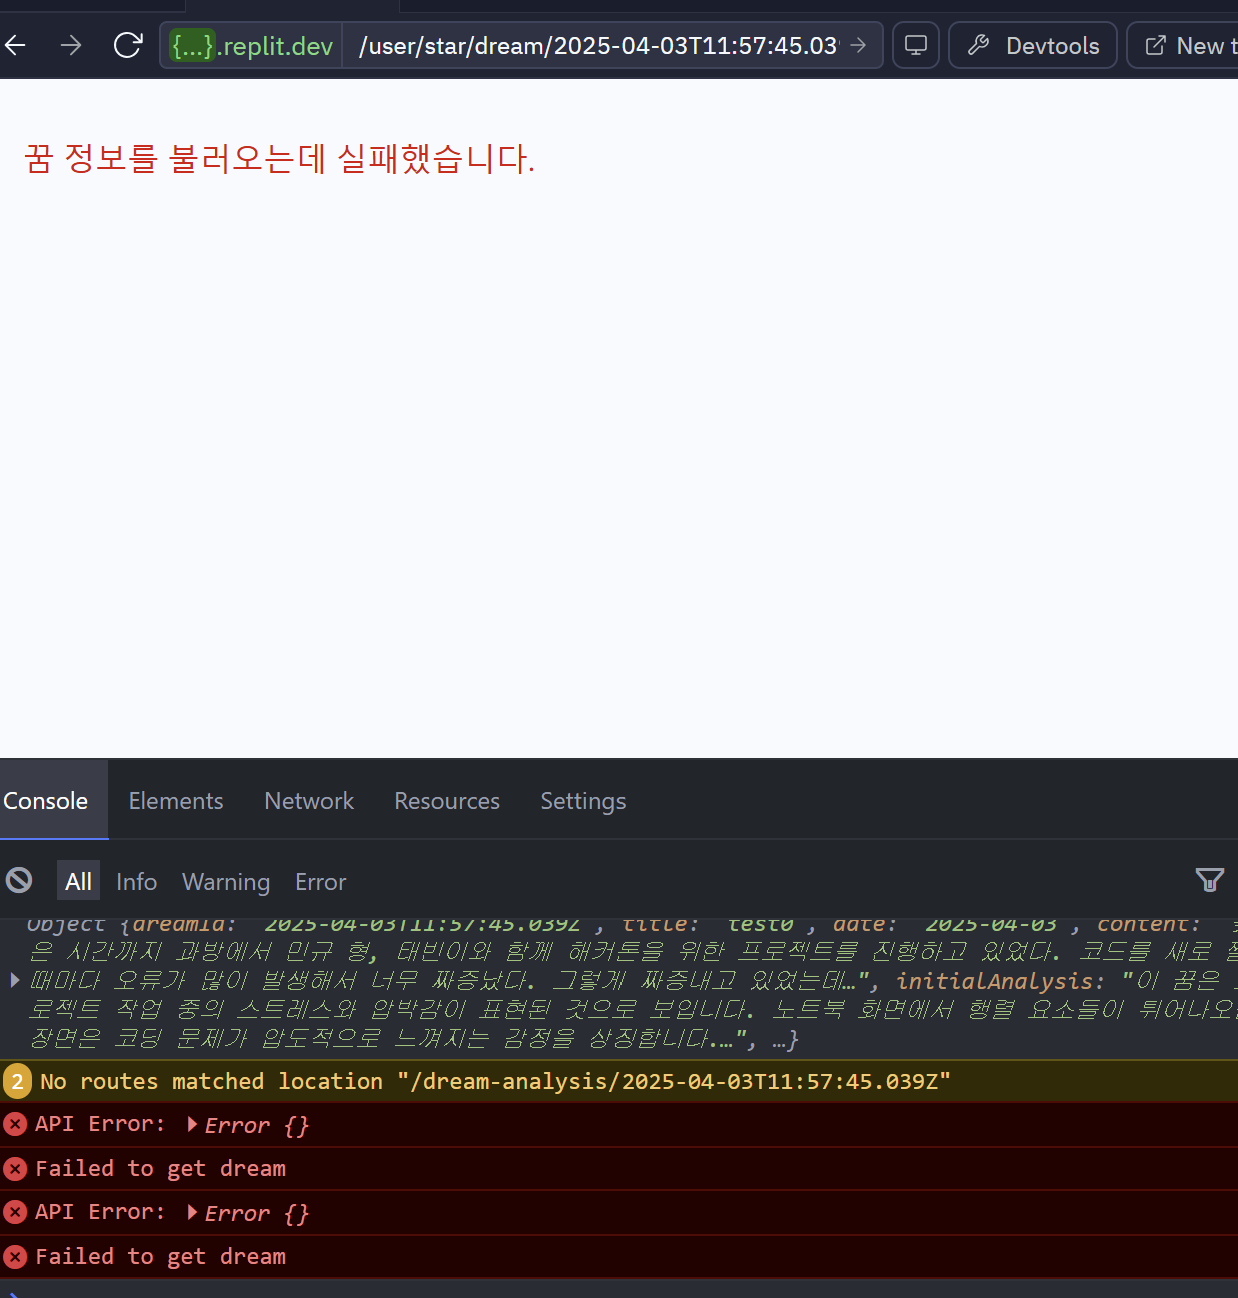 {...}.replit.dev /user/star/dream/2025-04-03T11:57:45.03 Devtools New t
꿈 정보를 불러오는데 실패했습니다.
Console Elements Network Resources Settings
All Info Warning Error
Object {dreamId: "2025-04-03T11:57:45.039Z", title: "test0", date: "2025-04-03", content: "
은 시간까지 과방에서 민규 형, 태빈이와 함께 해커톤을 위한 프로젝트를 진행하고 있었다. 코드를 새로
때마다 오류가 많이 발생해서 너무 짜증났다. 그렇게 짜증내고 있었는데…", initialAnalysis: "이 꿈은
로젝트 작업 중의 스트레스와 압박감이 표현된 것으로 보입니다. 노트북 화면에서 행렬 요소들이 튀어나오는
장면은 코딩 문제가 압도적으로 느껴지는 감정을 상징합니다.…", …}
2 No routes matched location "/dream-analysis/2025-04-03T11:57:45.039Z"
API Error: Error {}
Failed to get dream
API Error: Error {}
Failed to get dream